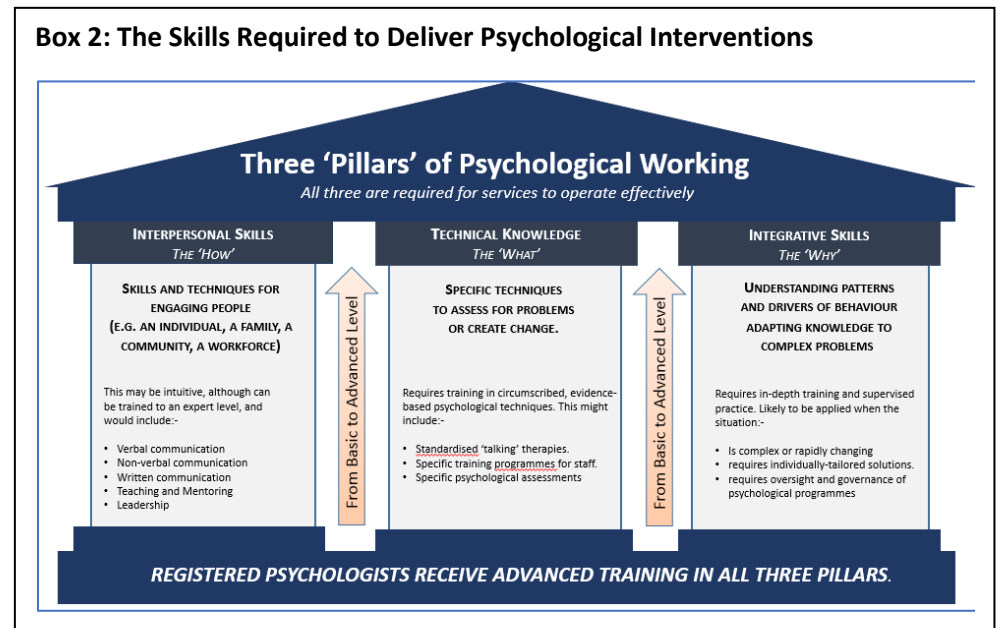 Box 2: The Skills Required to Deliver Psychological Interventions
Three ‘Pillars’ of Psychological Working
All three are required for services to operate effectively
INTERPERSONAL SKILLS
THE ‘HOW’
SKILLS AND TECHNIQUES FOR
ENGAGING PEOPLE
(E.G. AN INDIVIDUAL, A FAMILY, A
COMMUNITY, A WORKFORCE)
This may be intuitive, although can
be trained to an expert level, and
would include:-
• Verbal communication
• Non-verbal communication
• Written communication
• Teaching and Mentoring
• Leadership
From Basic to Advanced Level
TECHNICAL KNOWLEDGE
THE ‘WHAT’
SPECIFIC TECHNIQUES
TO ASSESS FOR PROBLEMS
OR CREATE CHANGE.
Requires training in circumscribed, evidence-
based psychological techniques. This might
include:-
• Standardised ‘talking’ therapies.
• Specific training programmes for staff.
• Specific psychological assessments
From Basic to Advanced Level
INTEGRATIVE SKILLS
THE ‘WHY’
UNDERSTANDING PATTERNS
AND DRIVERS OF BEHAVIOUR
ADAPTING KNOWLEDGE TO
COMPLEX PROBLEMS
Requires in-depth training and supervised
practice. Likely to be applied when the
situation:-
• Is complex or rapidly changing
• requires individually-tailored solutions.
• requires oversight and governance of
psychological programmes
REGISTERED PSYCHOLOGISTS RECEIVE ADVANCED TRAINING IN ALL THREE PILLARS.